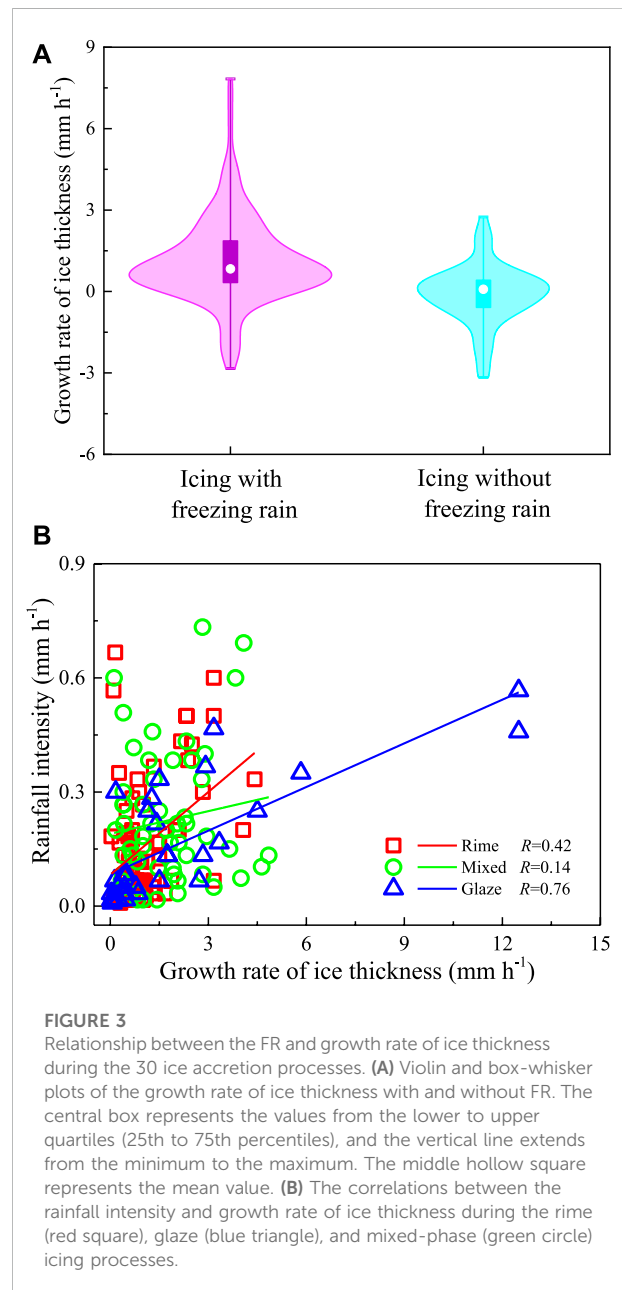 A
Growth rate of ice thickness (mm h⁻¹)
9
6
3
0
-3
-6
Icing with
freezing rain
Icing without
freezing rain
B
Rainfall intensity (mm h⁻¹)
0.9
0.6
0.3
0.0
Rime R=0.42
Mixed R=0.14
Glaze R=0.76
0 3 6 9 12 15
Growth rate of ice thickness (mm h⁻¹)
FIGURE 3
Relationship between the FR and growth rate of ice thickness
during the 30 ice accretion processes. (A) Violin and box-whisker
plots of the growth rate of ice thickness with and without FR. The
central box represents the values from the lower to upper
quartiles (25th to 75th percentiles), and the vertical line extends
from the minimum to the maximum. The middle hollow square
represents the mean value. (B) The correlations between the
rainfall intensity and growth rate of ice thickness during the rime
(red square), glaze (blue triangle), and mixed-phase (green circle)
icing processes.